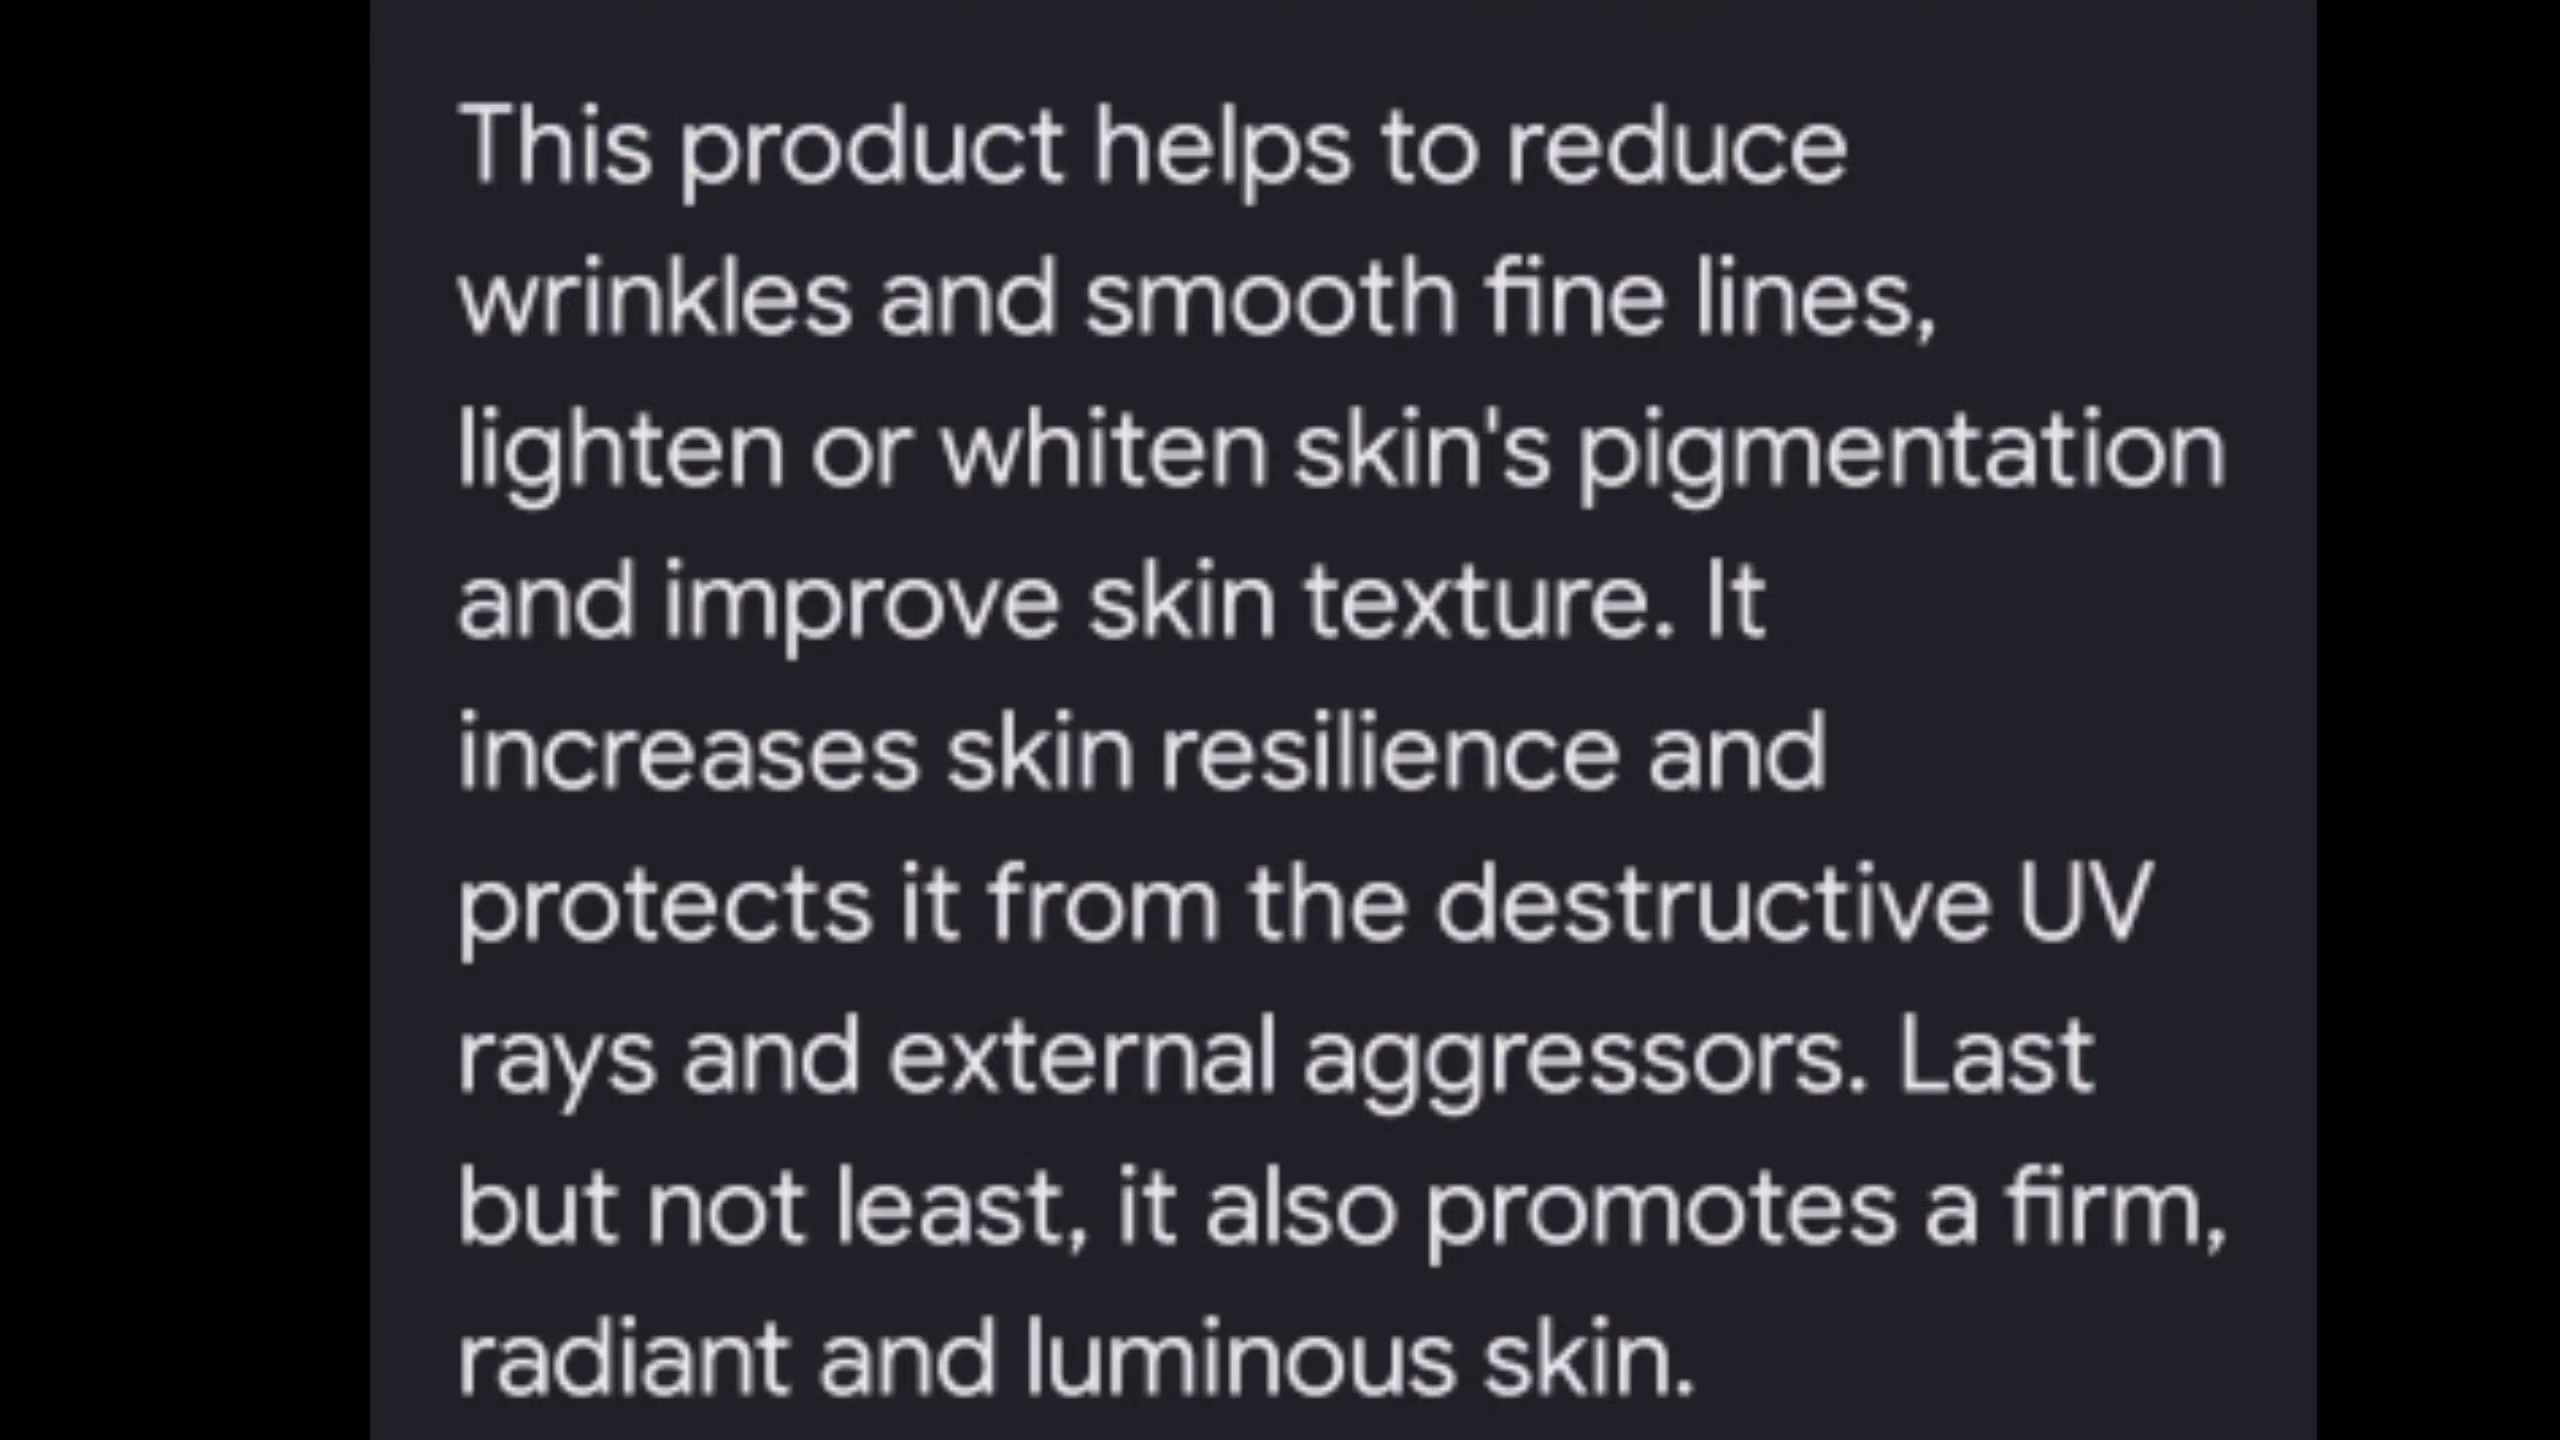 This product helps to reduce
wrinkles and smooth fine lines,
lighten or whiten skin's pigmentation
and improve skin texture. It
increases skin resilience and
protects it from the destructive UV
rays and external aggressors. Last
but not least, it also promotes a firm,
radiant and luminous skin.